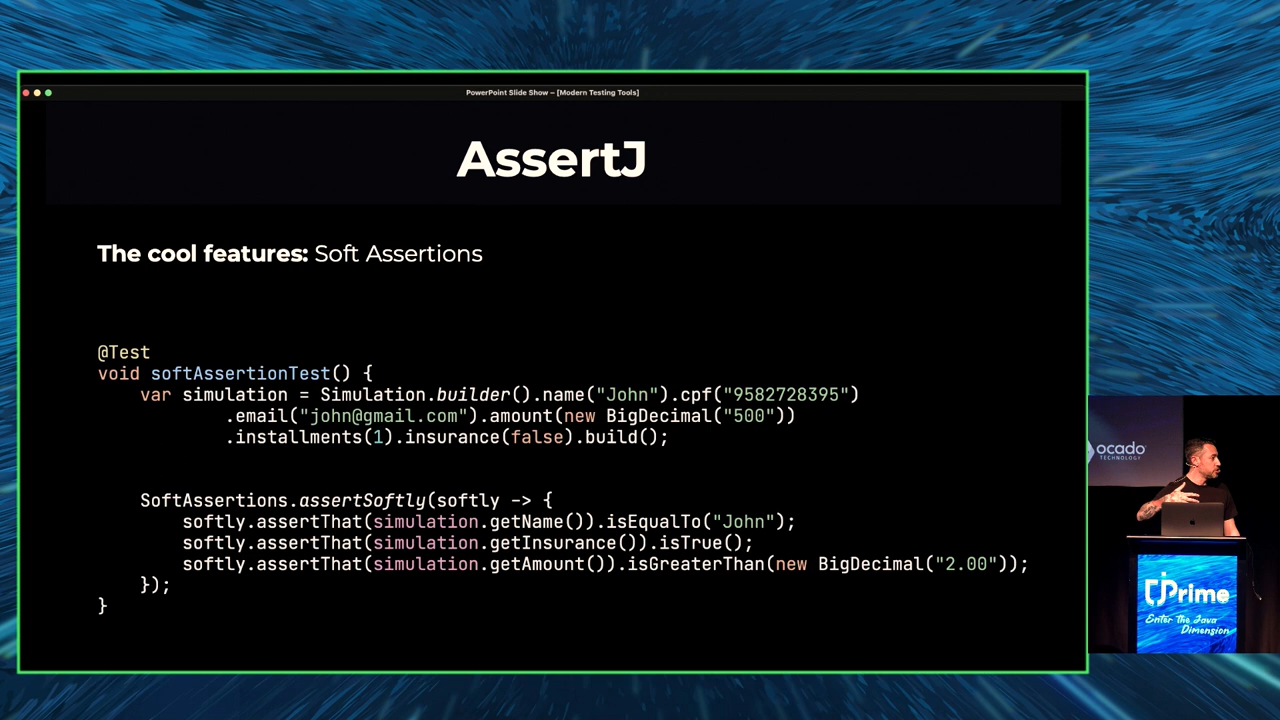 PowerPoint Slide Show – [Modern Testing Tools]
AssertJ
The cool features: Soft Assertions
@Test
void softAssertionTest() {
    var simulation = Simulation.builder().name("John").cpf("9582728395")
            .email("john@gmail.com").amount(new BigDecimal("500"))
            .installments(1).insurance(false).build();
    SoftAssertions.assertSoftly(softly -> {
        softly.assertThat(simulation.getName()).isEqualTo("John");
        softly.assertThat(simulation.getInsurance()).isTrue();
        softly.assertThat(simulation.getAmount()).isGreaterThan(new BigDecimal("2.00"));
    });
}
ocado
TECHNOLOGY
jPrime
Enter The Java
Dimension